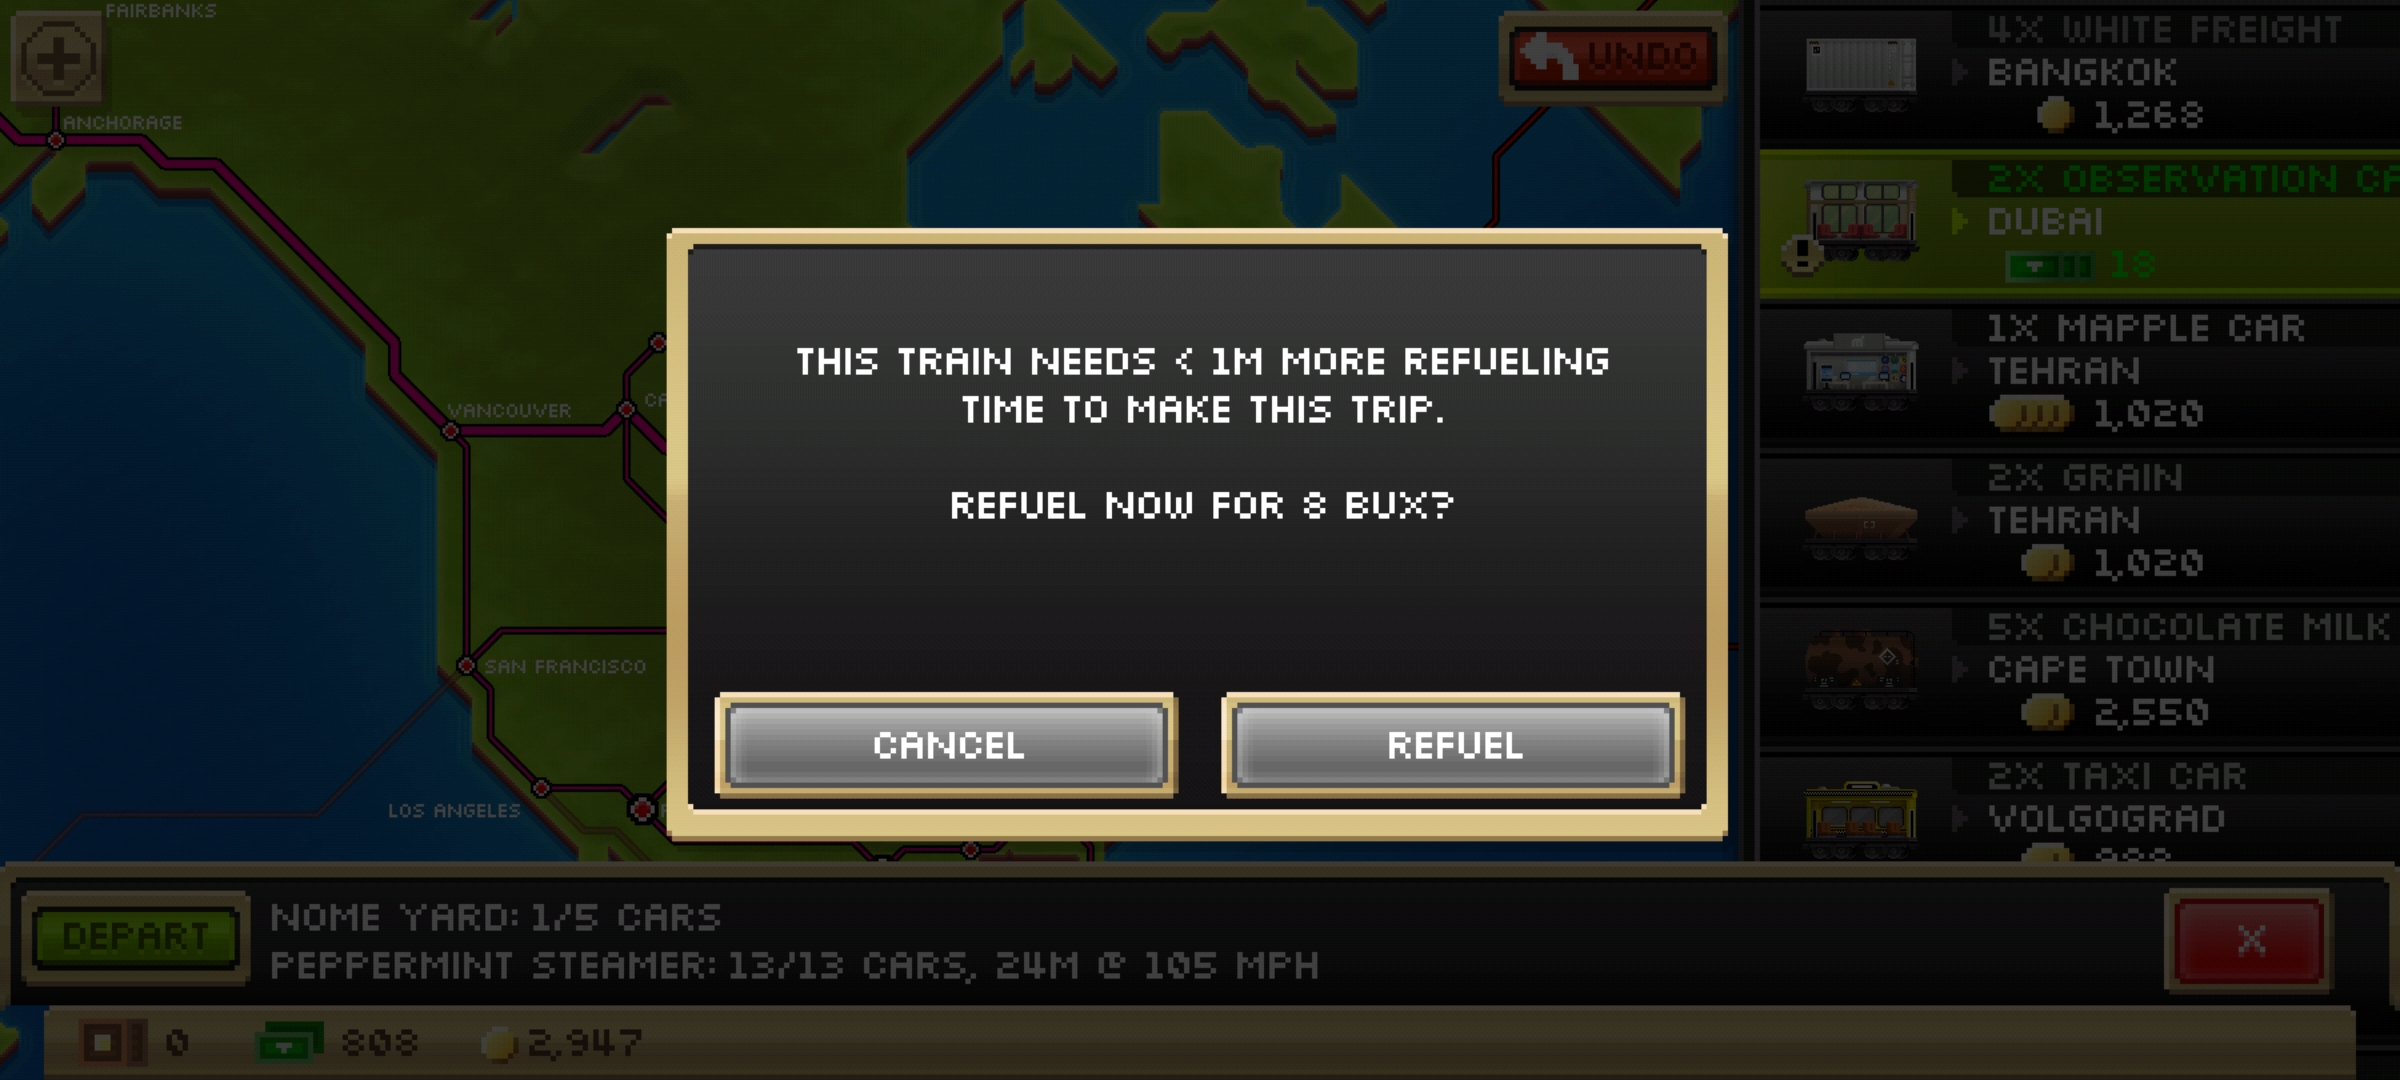 FAIRBANKS
ANCHORAGE
VANCOUVER
SAN FRANCISCO
LOS ANGELES
UNDO
4X WHITE FREIGHT
BANGKOK
1,268
2X OBSERVATION CA
DUBAI
18
1X MAPPLE CAR
TEHRAN
1,020
2X GRAIN
TEHRAN
1,020
5X CHOCOLATE MILK
CAPE TOWN
2,550
2X TAXI CAR
VOLGOGRAD
THIS TRAIN NEEDS < 1M MORE REFUELING
TIME TO MAKE THIS TRIP.
REFUEL NOW FOR 8 BUX?
CANCEL
REFUEL
DEPART
NOME YARD: 1/5 CARS
PEPPERMINT STEAMER: 13/13 CARS, 24M @ 105 MPH
X
0
808
2,947